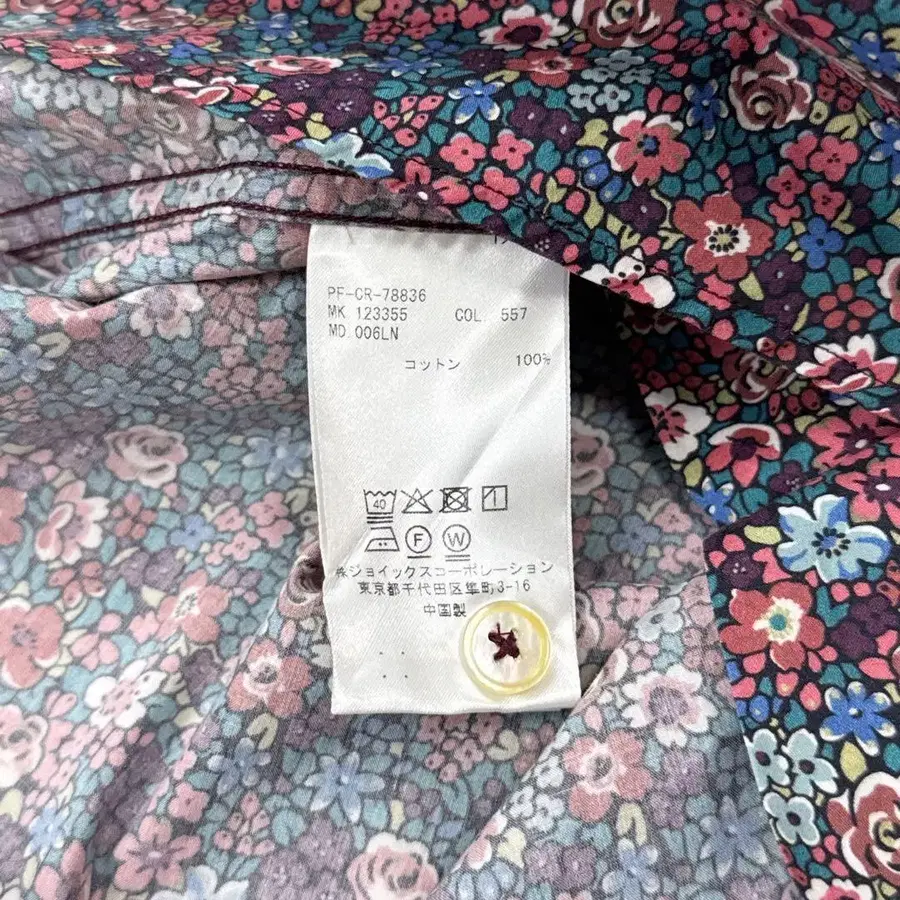 PF-CR-78836
MK 123355 COL. 557
MD 006LN
コットン 100%
40
F W
株ジョイックスコーポレーション
東京都千代田区隼町3-16
中国製